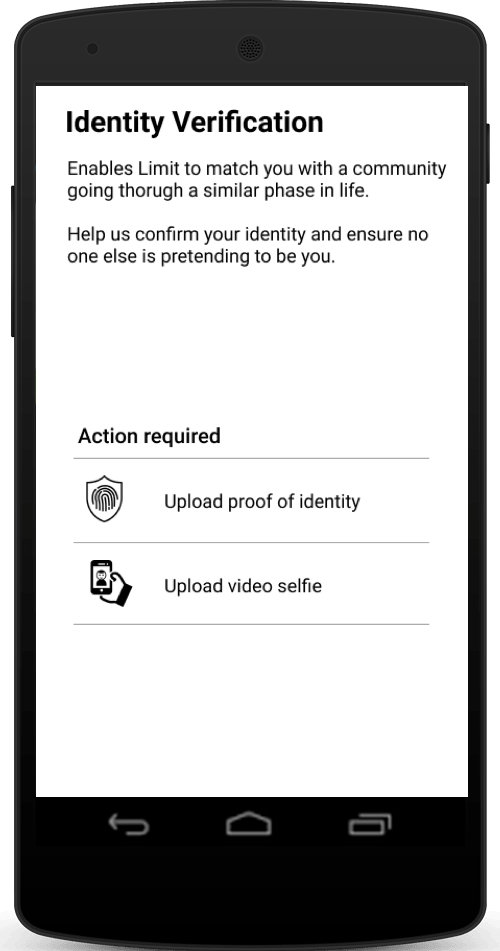 Identity Verification
Enables Limit to match you with a community
going thorugh a similar phase in life.
Help us confirm your identity and ensure no
one else is pretending to be you.
Action required
Upload proof of identity
Upload video selfie